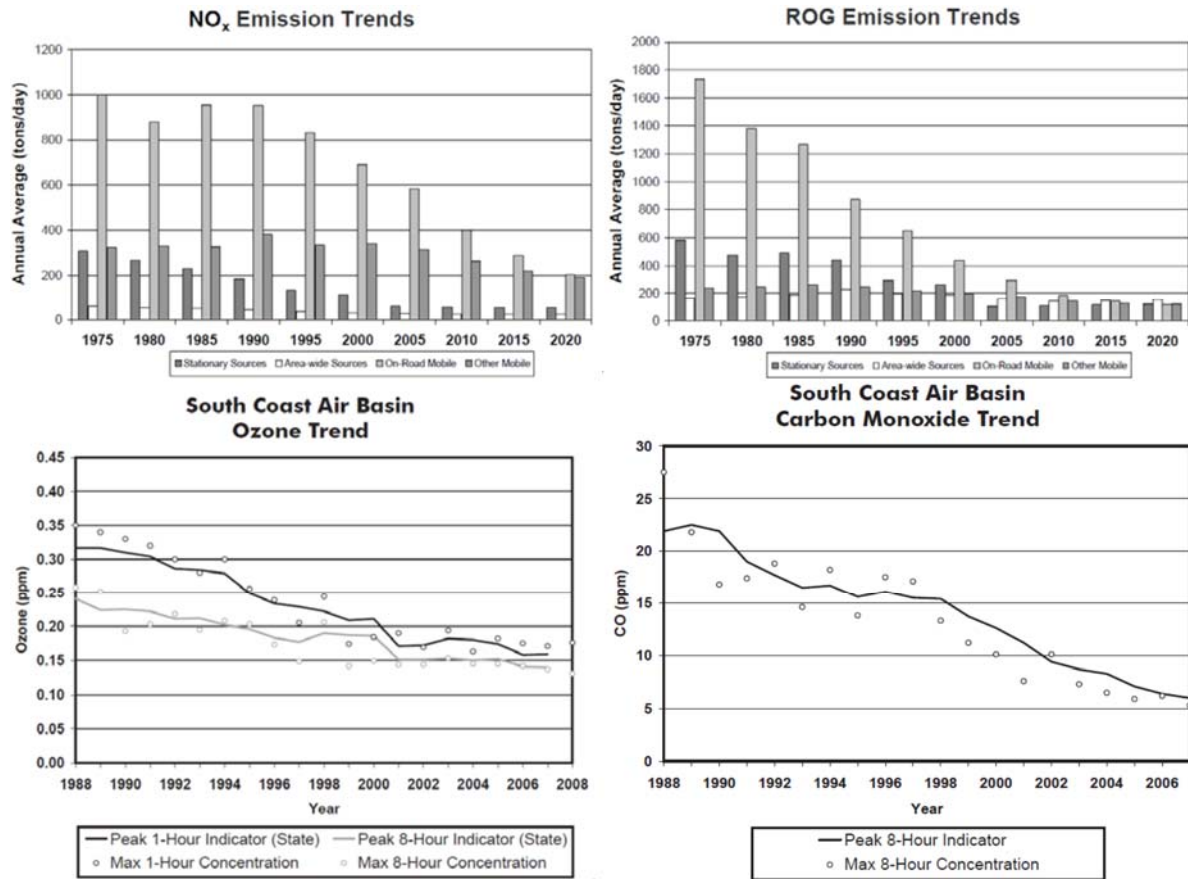 NOx Emission Trends
Annual Average (tons/day)
1200
1000
800
600
400
200
0
1975 1980 1985 1990 1995 2000 2005 2010 2015 2020
Stationary Sources Area-wide Sources On-Road Mobile Other Mobile
ROG Emission Trends
Annual Average (tons/day)
2000
1800
1600
1400
1200
1000
800
600
400
200
0
1975 1980 1985 1990 1995 2000 2005 2010 2015 2020
Stationary Sources Area-wide Sources On-Road Mobile Other Mobile
South Coast Air Basin
Ozone Trend
Ozone (ppm)
0.45
0.40
0.35
0.30
0.25
0.20
0.15
0.10
0.05
0.00
1988 1990 1992 1994 1996 1998 2000 2002 2004 2006 2008
Year
Peak 1-Hour Indicator (State) Peak 8-Hour Indicator (State)
Max 1-Hour Concentration Max 8-Hour Concentration
South Coast Air Basin
Carbon Monoxide Trend
CO (ppm)
30
25
20
15
10
5
0
1988 1990 1992 1994 1996 1998 2000 2002 2004 2006
Year
Peak 8-Hour Indicator
Max 8-Hour Concentration